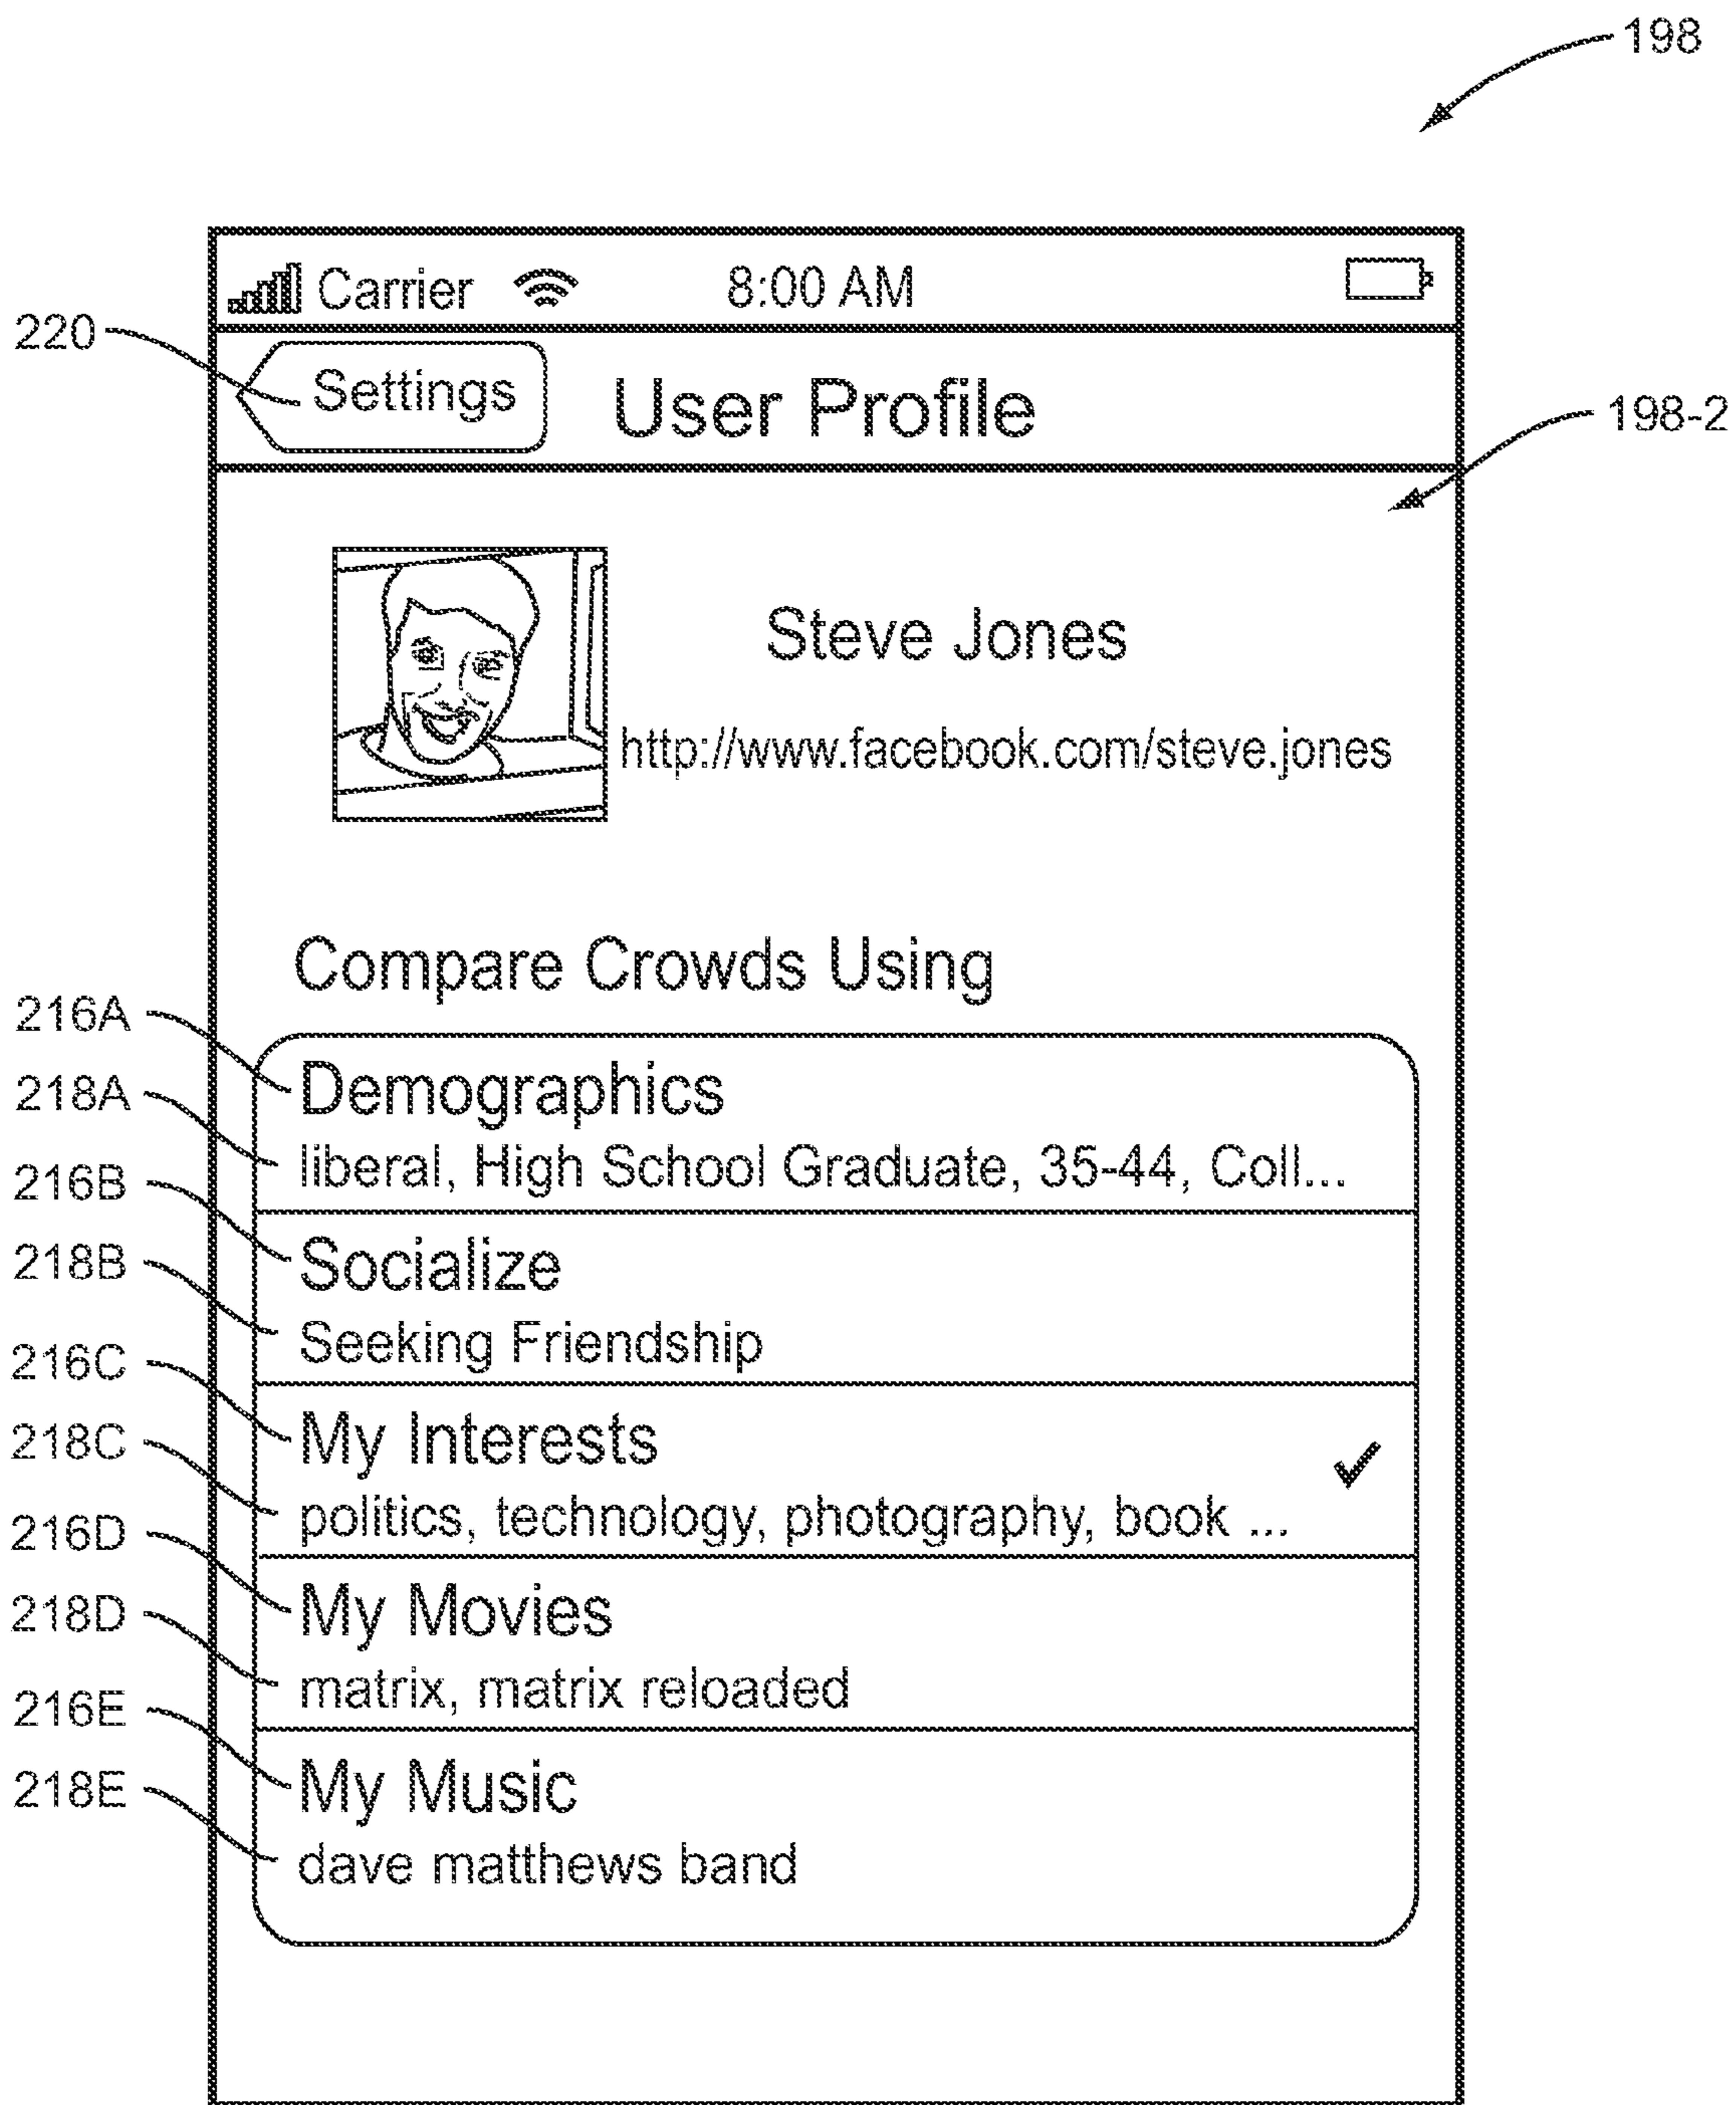 198
Carrier 8:00 AM
220
Settings User Profile
198-2
Steve Jones
http://www.facebook.com/steve.jones
Compare Crowds Using
216A
Demographics
218A
liberal, High School Graduate, 35-44, Coll...
216B
Socialize
218B
Seeking Friendship
216C
My Interests
218C
politics, technology, photography, book ...
216D
My Movies
218D
matrix, matrix reloaded
216E
My Music
218E
dave matthews band